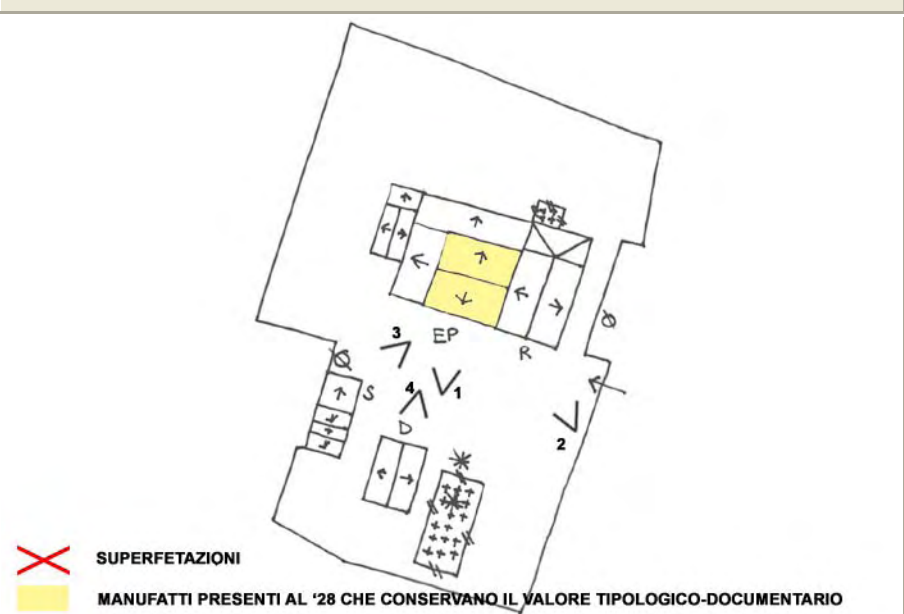 3
EP
R
S
4
1
D
2
SUPERFETAZIONI
MANUFATTI PRESENTI AL '28 CHE CONSERVANO IL VALORE TIPOLOGICO-DOCUMENTARIO